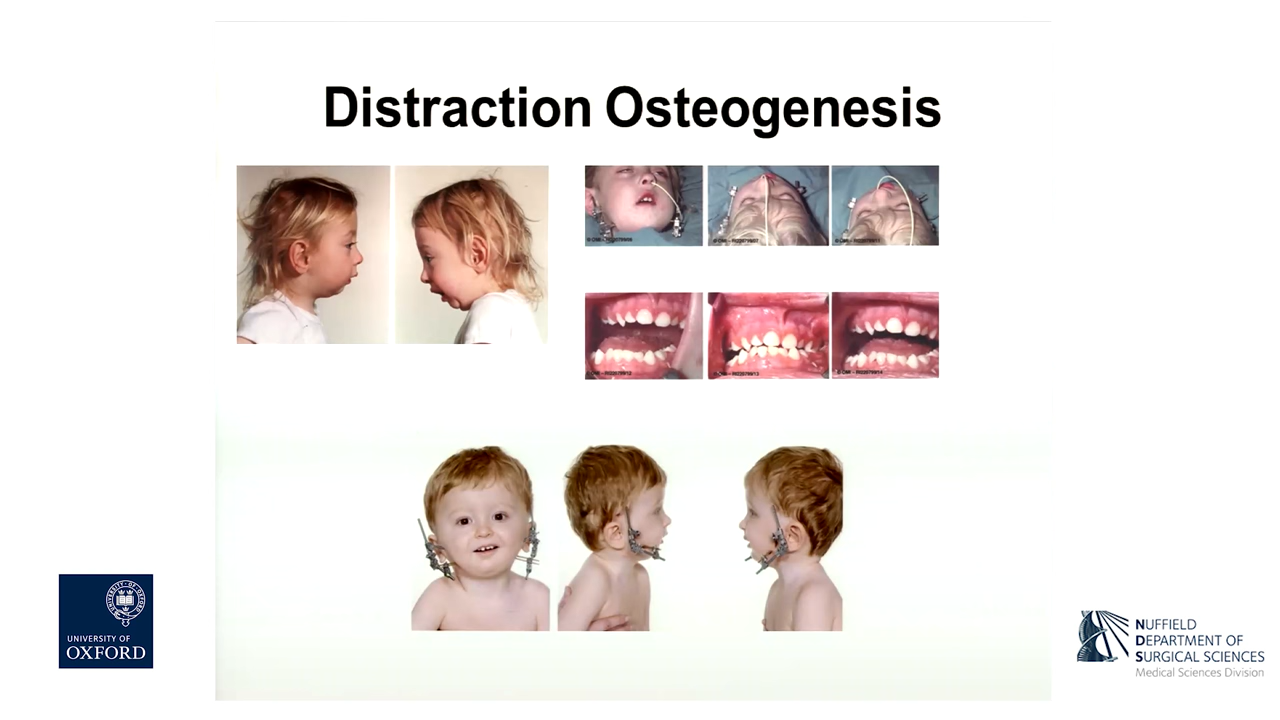 Distraction Osteogenesis
UNIVERSITY OF
OXFORD
NUFFIELD
DEPARTMENT OF
SURGICAL SCIENCES
Medical Sciences Division